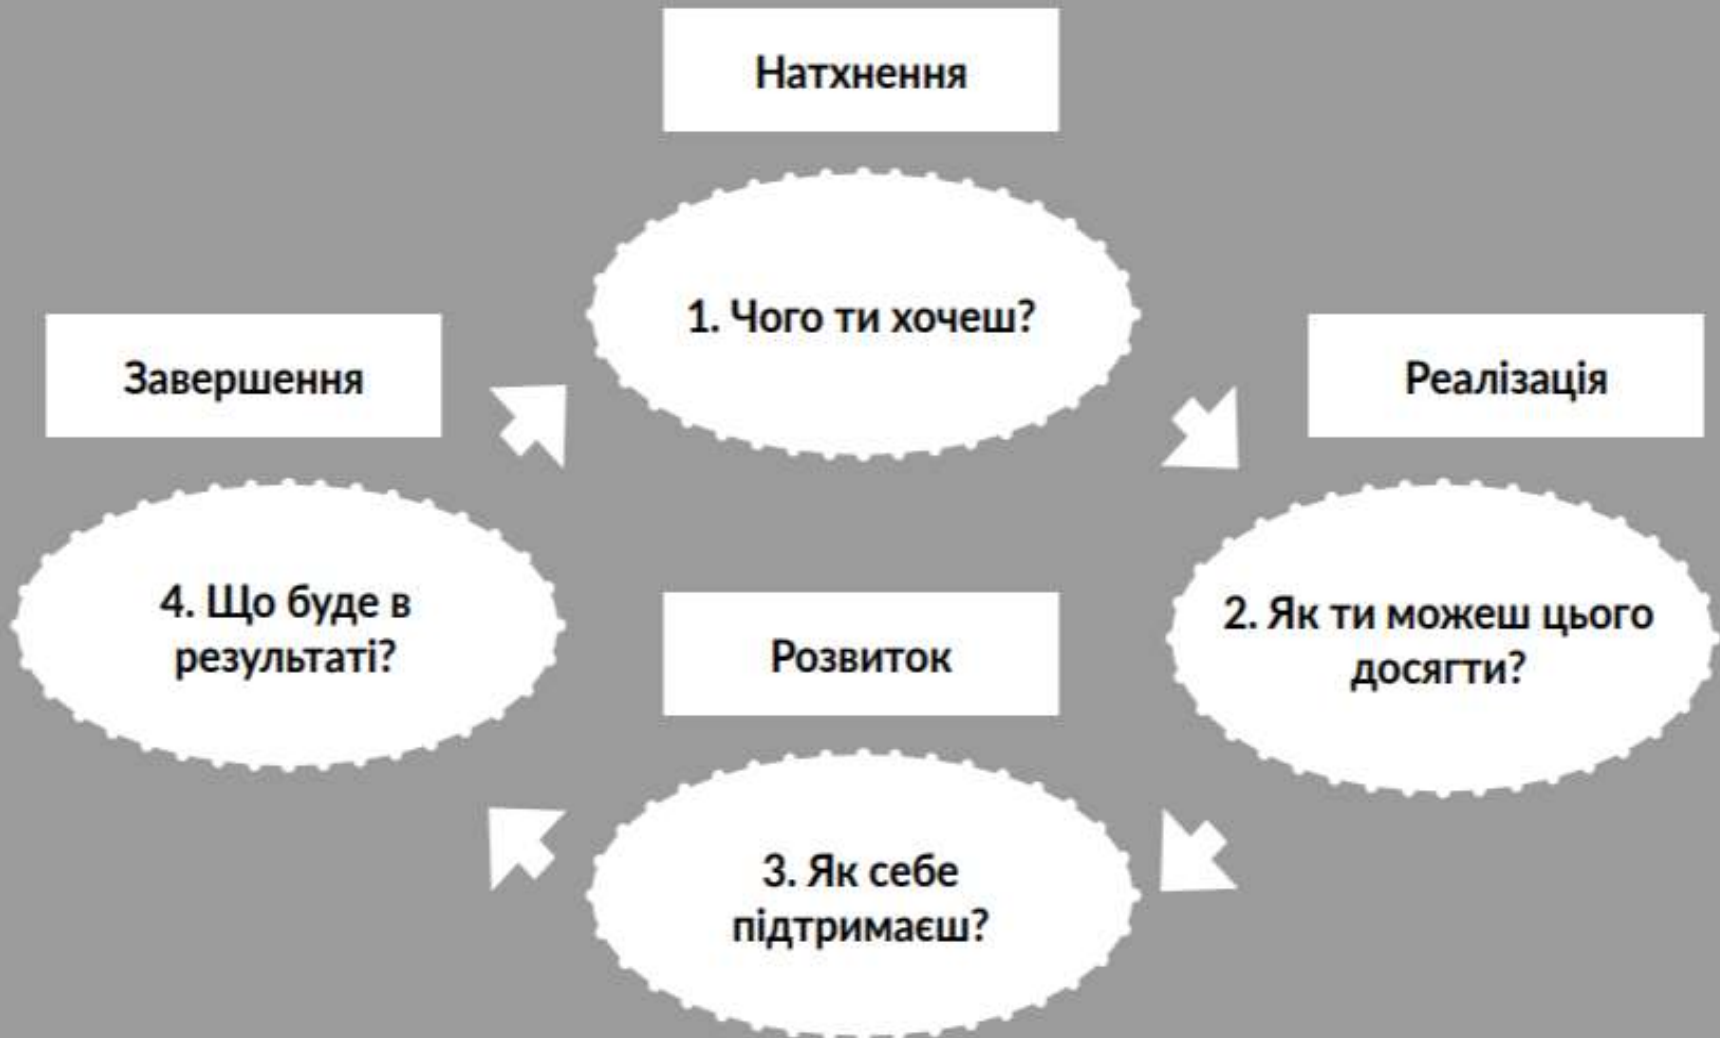 Натхнення
1. Чого ти хочеш?
Завершення
Реалізація
4. Що буде в
результаті?
2. Як ти можеш цього
досягти?
Розвиток
3. Як себе
підтримаєш?